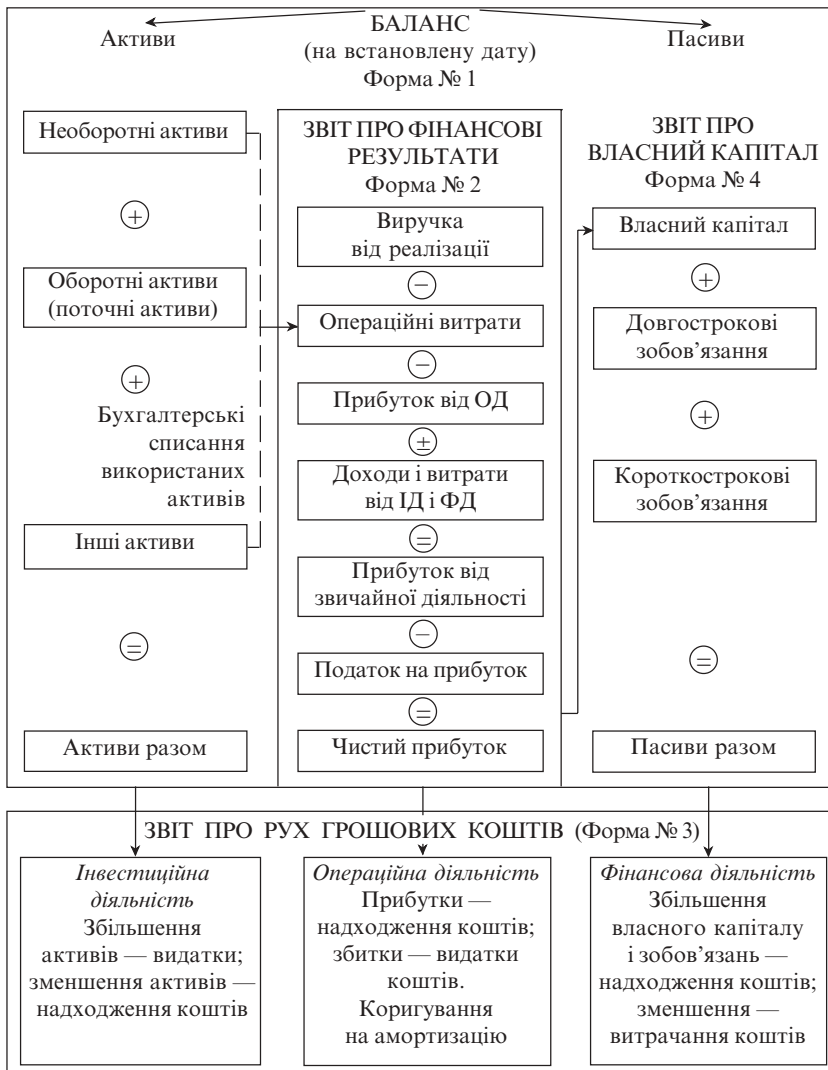 БАЛАНС
(на встановлену дату)
Форма № 1
Активи
Пасиви
Необоротні активи
+
Оборотні активи
(поточні активи)
+
Бухгалтерські
списання
використаних
активів
Інші активи
=
Активи разом
ЗВІТ ПРО ФІНАНСОВІ
РЕЗУЛЬТАТИ
Форма № 2
Виручка
від реалізації
−
Операційні витрати
−
Прибуток від ОД
±
Доходи і витрати
від ІД і ФД
=
Прибуток від
звичайної діяльності
−
Податок на прибуток
=
Чистий прибуток
ЗВІТ ПРО
ВЛАСНИЙ КАПІТАЛ
Форма № 4
Власний капітал
+
Довгострокові
зобов’язання
+
Короткострокові
зобов’язання
=
Пасиви разом
ЗВІТ ПРО РУХ ГРОШОВИХ КОШТІВ (Форма № 3)
Інвестиційна
діяльність
Збільшення
активів — видатки;
зменшення активів —
надходження коштів
Операційна діяльність
Прибутки —
надходження коштів;
збитки — видатки
коштів.
Коригування
на амортизацію
Фінансова діяльність
Збільшення
власного капіталу
і зобов’язань —
надходження коштів;
зменшення —
витрачання коштів